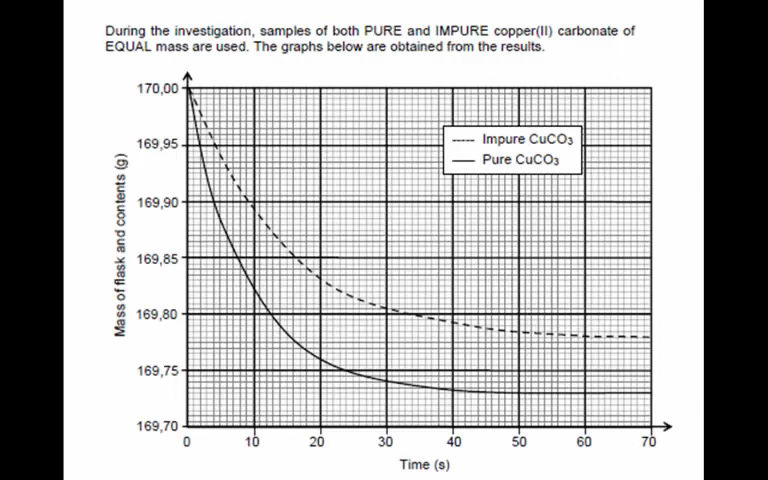 During the investigation, samples of both PURE and IMPURE copper(II) carbonate of
EQUAL mass are used. The graphs below are obtained from the results.
170,00
169,95
169,90
169,85
169,80
169,75
169,70
Mass of flask and contents (g)
Impure CuCO3
Pure CuCO3
0 10 20 30 40 50 60 70
Time (s)